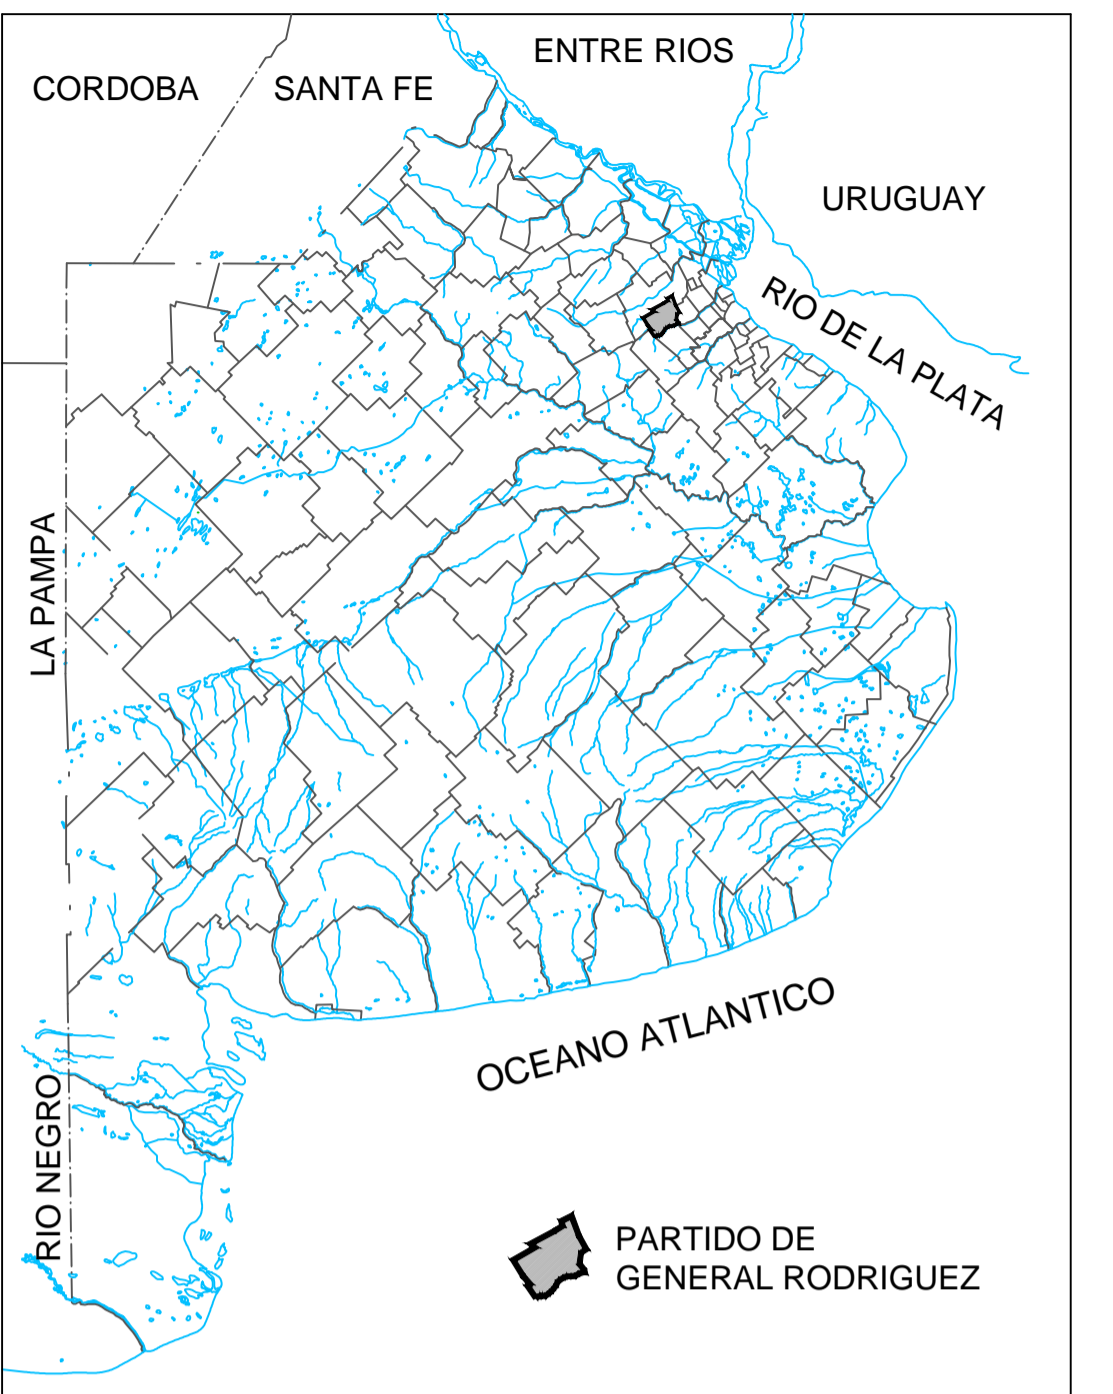 ENTRE RIOS
CORDOBA
SANTA FE
URUGUAY
RIO DE LA PLATA
LA PAMPA
OCEANO ATLANTICO
RIO NEGRO
PARTIDO DE
GENERAL RODRIGUEZ